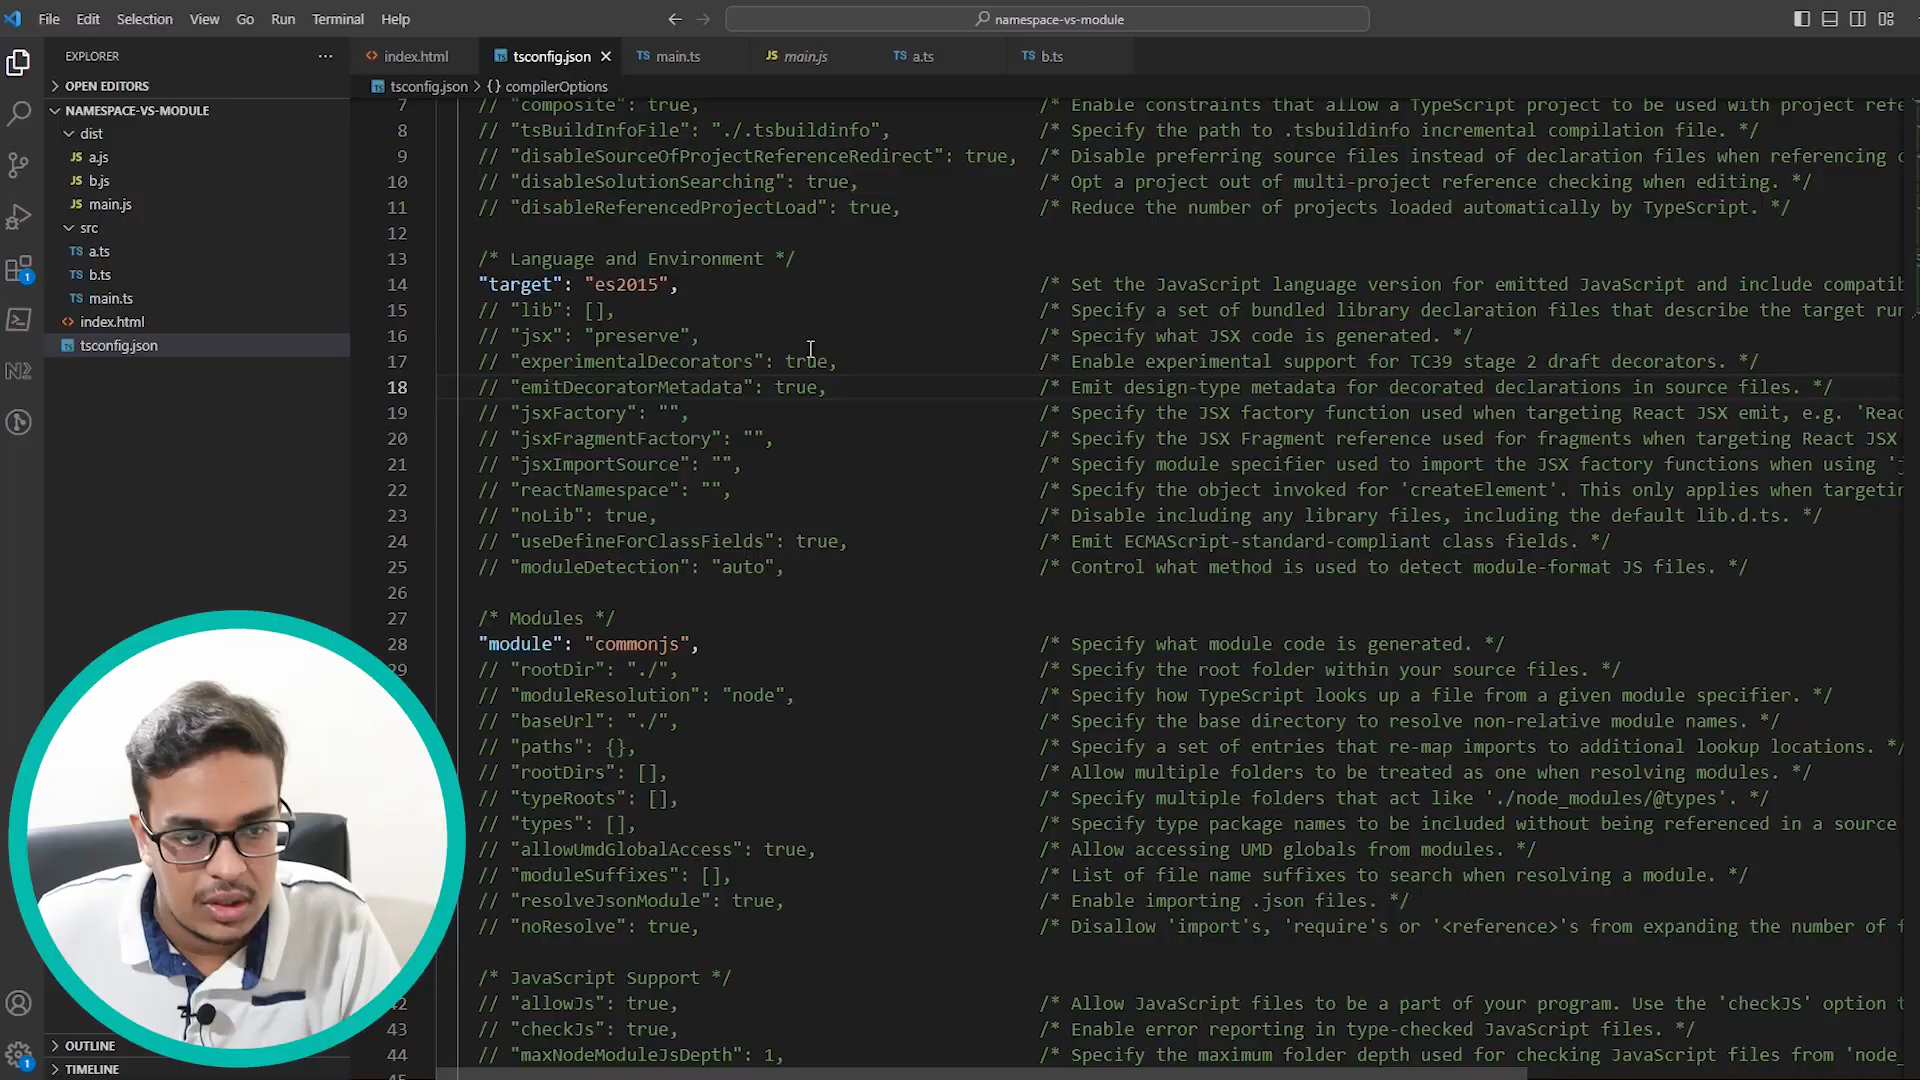 File Edit Selection View Go Run Terminal Help
namespace-vs-module
EXPLORER
index.html
tsconfig.json
main.ts
main.js
a.ts
b.ts
OPEN EDITORS
tsconfig.json > {} compilerOptions
NAMESPACE-VS-MODULE
dist
JS a.js
JS b.js
JS main.js
src
TS a.ts
TS b.ts
TS main.ts
index.html
tsconfig.json
OUTLINE
TIMELINE
7 // "composite": true, /* Enable constraints that allow a TypeScript project to be used with project refe
8 // "tsBuildInfoFile": "./.tsbuildinfo", /* Specify the path to .tsbuildinfo incremental compilation file. */
9 // "disableSourceOfProjectReferenceRedirect": true, /* Disable preferring source files instead of declaration files when referencing c
10 // "disableSolutionSearching": true, /* Opt a project out of multi-project reference checking when editing. */
11 // "disableReferencedProjectLoad": true, /* Reduce the number of projects loaded automatically by TypeScript. */
12
13 /* Language and Environment */
14 "target": "es2015", /* Set the JavaScript language version for emitted JavaScript and include compatib
15 // "lib": [], /* Specify a set of bundled library declaration files that describe the target run
16 // "jsx": "preserve", /* Specify what JSX code is generated. */
17 // "experimentalDecorators": true, /* Enable experimental support for TC39 stage 2 draft decorators. */
18 // "emitDecoratorMetadata": true, /* Emit design-type metadata for decorated declarations in source files. */
19 // "jsxFactory": "", /* Specify the JSX factory function used when targeting React JSX emit, e.g. 'Reac
20 // "jsxFragmentFactory": "", /* Specify the JSX Fragment reference used for fragments when targeting React JSX
21 // "jsxImportSource": "", /* Specify module specifier used to import the JSX factory functions when using 'j
22 // "reactNamespace": "", /* Specify the object invoked for 'createElement'. This only applies when targetin
23 // "noLib": true, /* Disable including any library files, including the default lib.d.ts. */
24 // "useDefineForClassFields": true, /* Emit ECMAScript-standard-compliant class fields. */
25 // "moduleDetection": "auto", /* Control what method is used to detect module-format JS files. */
26
27 /* Modules */
28 "module": "commonjs", /* Specify what module code is generated. */
29 // "rootDir": "./", /* Specify the root folder within your source files. */
// "moduleResolution": "node", /* Specify how TypeScript looks up a file from a given module specifier. */
// "baseUrl": "./", /* Specify the base directory to resolve non-relative module names. */
// "paths": {}, /* Specify a set of entries that re-map imports to additional lookup locations. */
// "rootDirs": [], /* Allow multiple folders to be treated as one when resolving modules. */
// "typeRoots": [], /* Specify multiple folders that act like './node_modules/@types'. */
// "types": [], /* Specify type package names to be included without being referenced in a source
// "allowUmdGlobalAccess": true, /* Allow accessing UMD globals from modules. */
// "moduleSuffixes": [], /* List of file name suffixes to search when resolving a module. */
// "resolveJsonModule": true, /* Enable importing .json files. */
// "noResolve": true, /* Disallow 'import's, 'require's or '<reference>'s from expanding the number of f
/* JavaScript Support */
42 // "allowJs": true, /* Allow JavaScript files to be a part of your program. Use the 'checkJS' option t
43 // "checkJs": true, /* Enable error reporting in type-checked JavaScript files. */
44 // "maxNodeModuleJsDepth": 1, /* Specify the maximum folder depth used for checking JavaScript files from 'node_